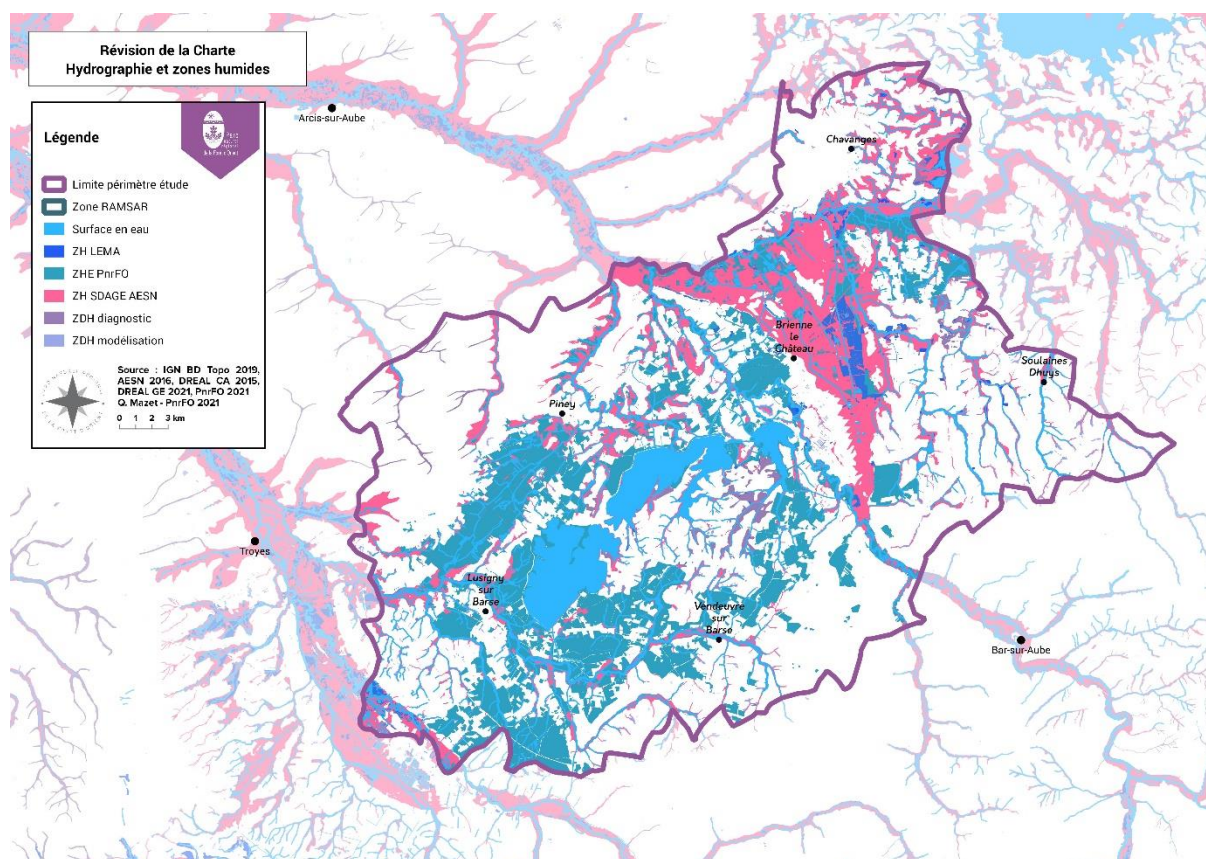 Révision de la Charte
Hydrographie et zones humides
Arcis-sur-Aube
Légende
Limite périmètre étude
Zone RAMSAR
Surface en eau
ZH LEMA
ZHE PnrFO
ZH SDAGE AESN
ZDH diagnostic
ZDH modélisation
Source : IGN BD Topo 2019,
AESN 2016, DREAL CA 2015,
DREAL GE 2021, PnrFO 2021
Q. Mazet - PnrFO 2021
0 1 2 3 km
Chavanges
Brienne
le
Château
Soulaines
Dhuys
Piney
Troyes
Lusigny
sur
Barse
Vendeuvre
sur
Barse
Bar-sur-Aube